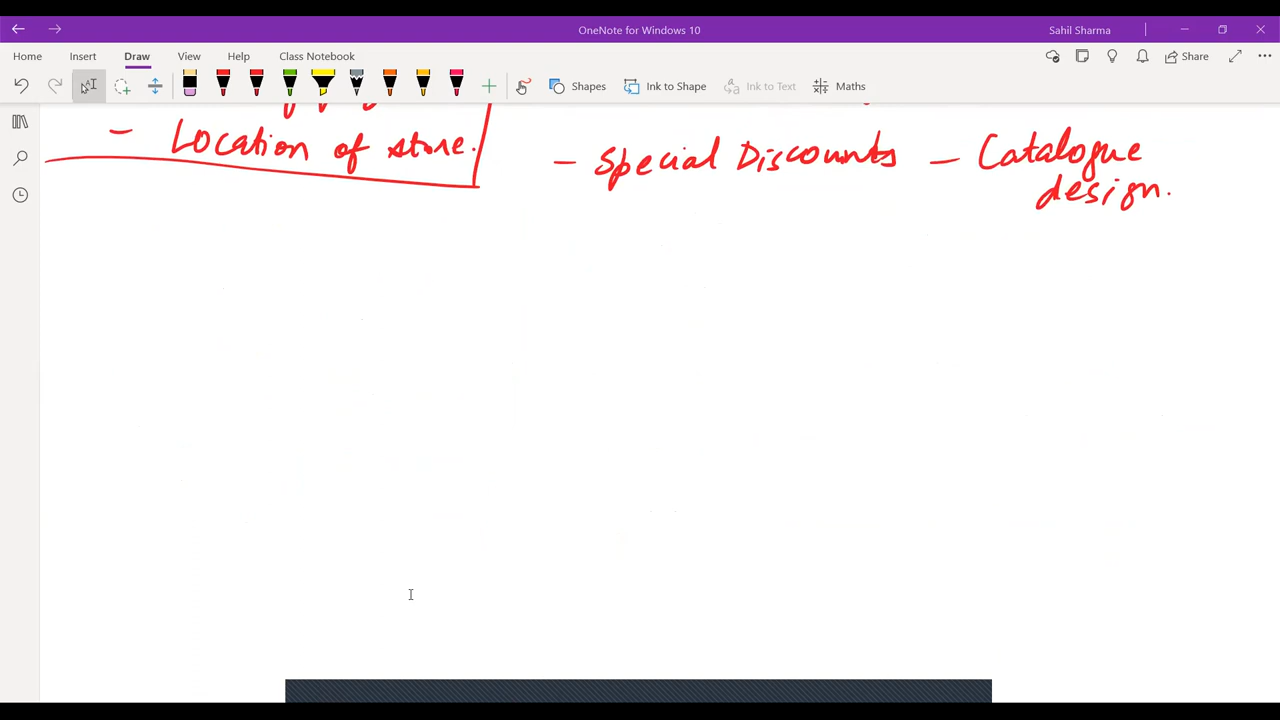 OneNote for Windows 10
Sahil Sharma
Home Insert Draw View Help Class Notebook
Share
Shapes Ink to Shape Ink to Text Maths
- Location of store.
- Special Discounts
- Catalogue
design.